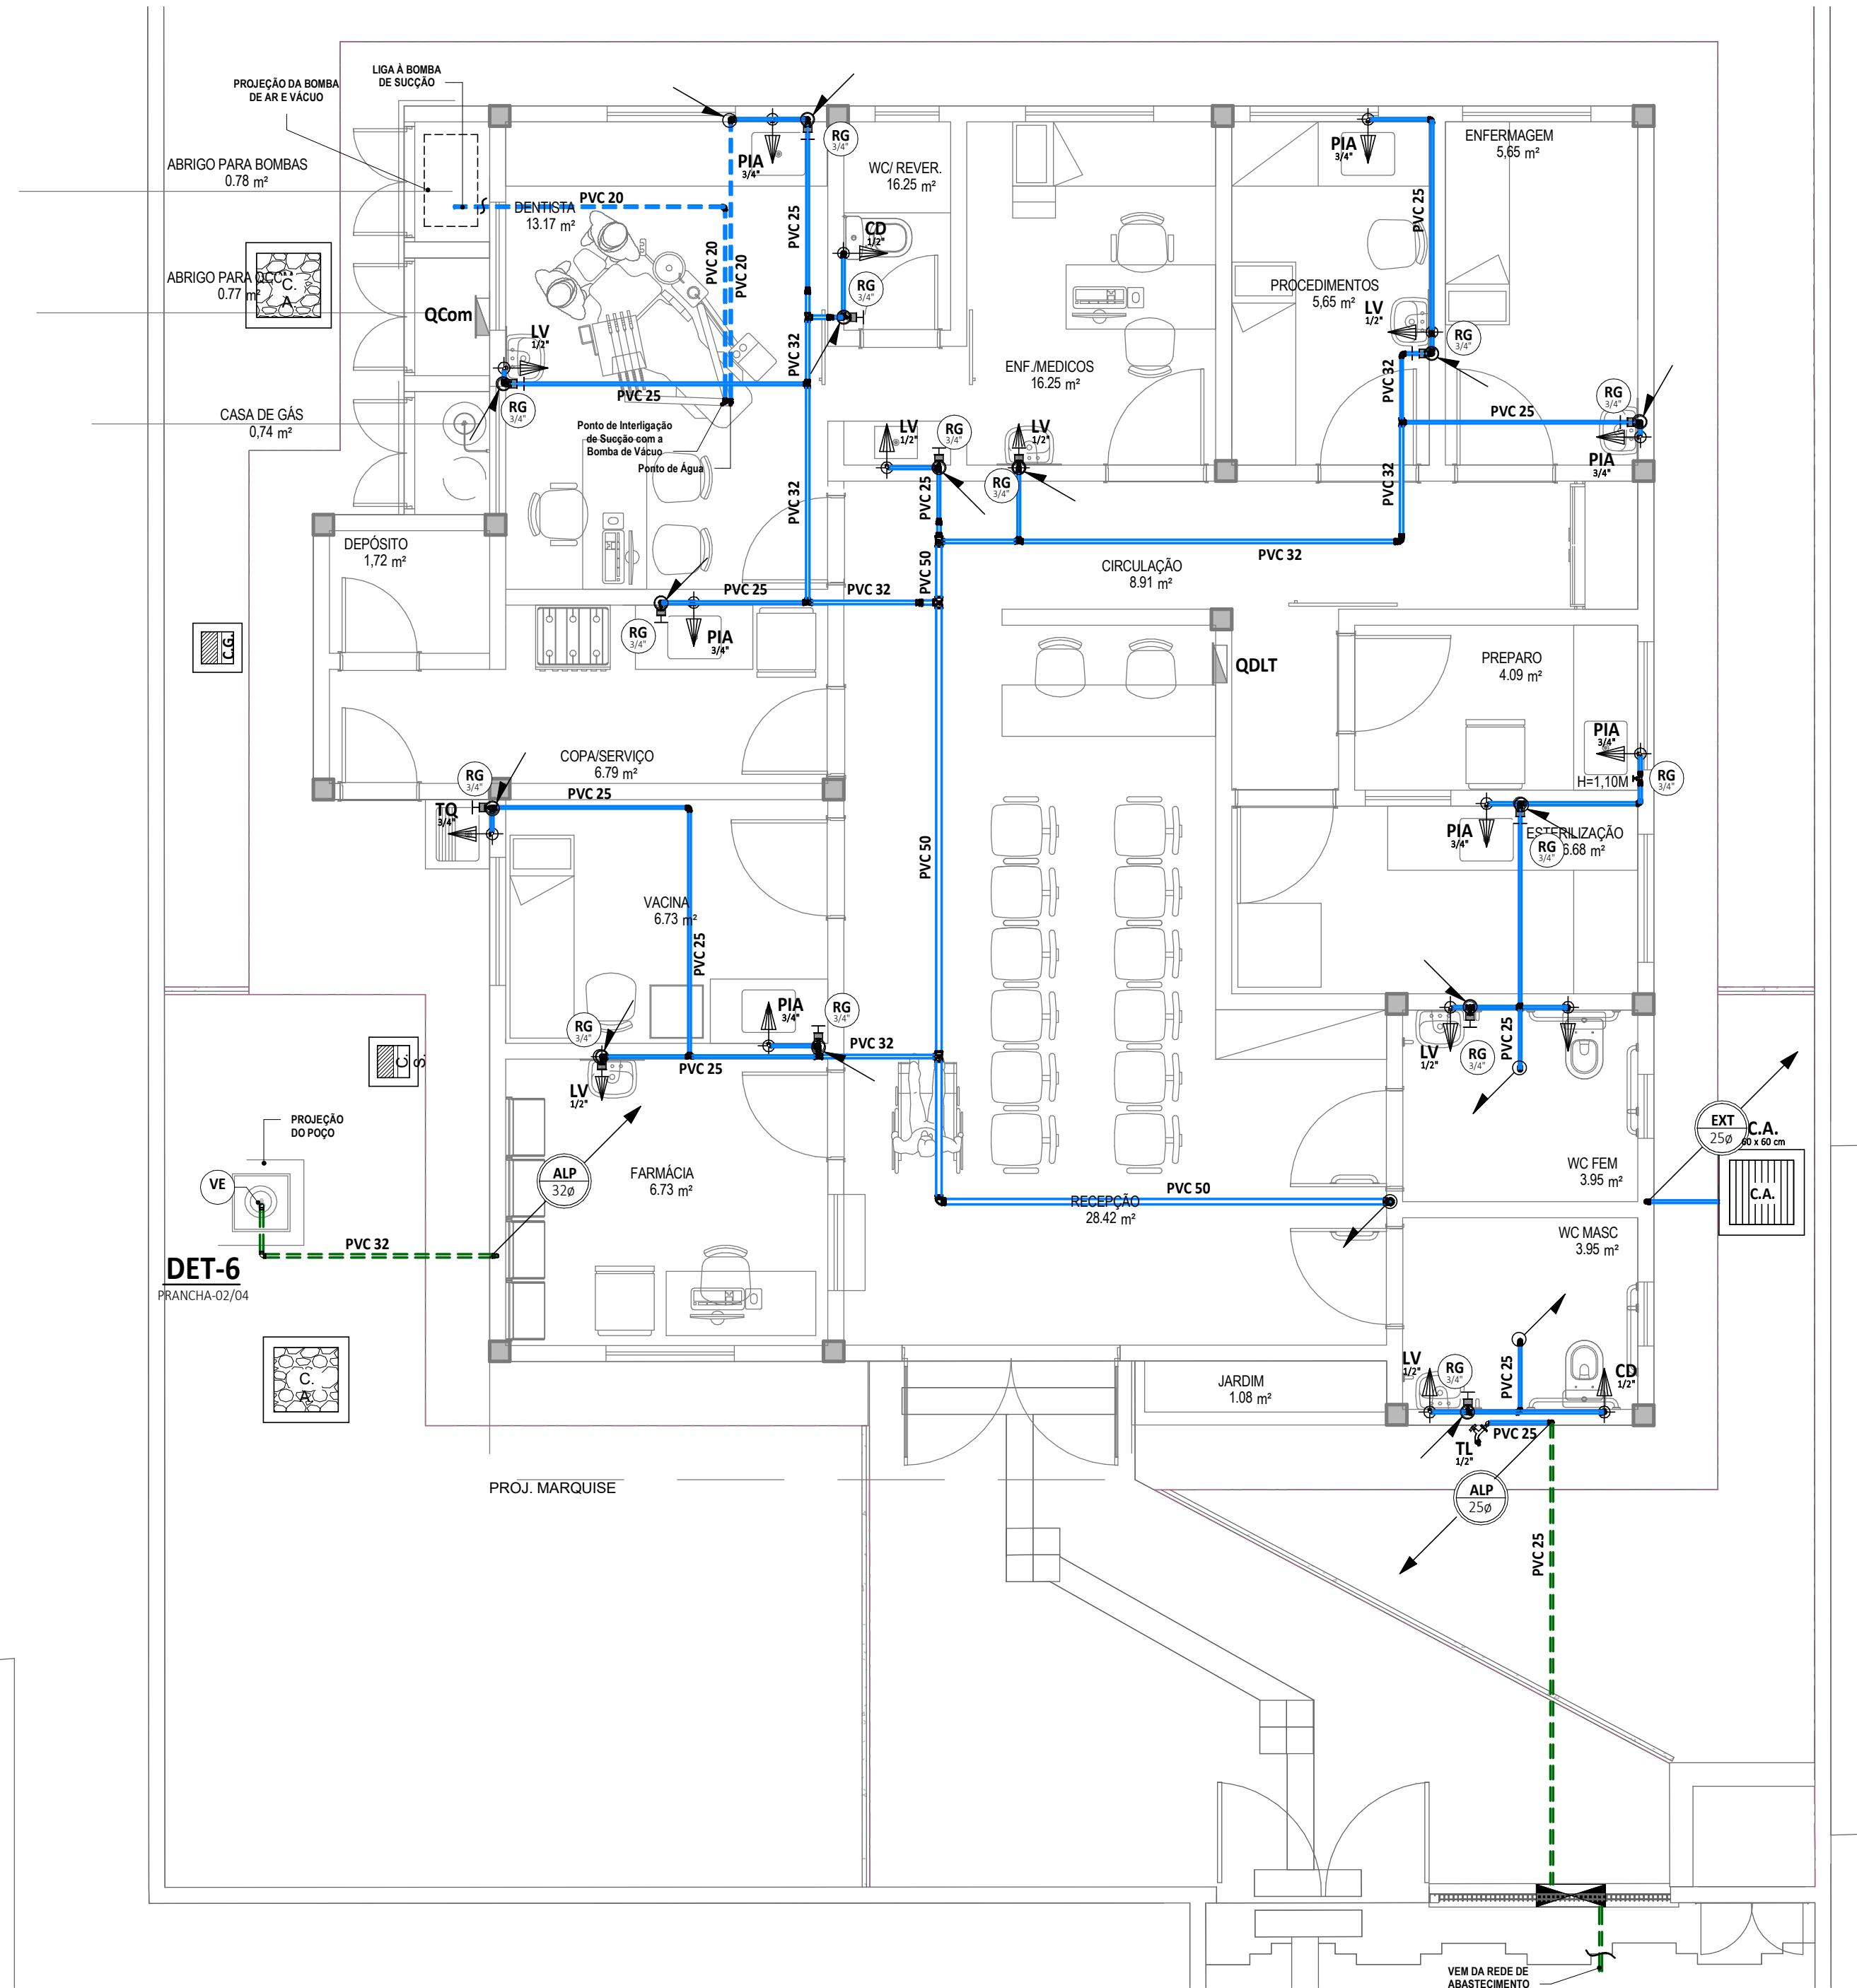 LIGA À BOMBA
DE SUCÇÃO
PROJEÇÃO DA BOMBA
DE AR E VÁCUO
ABRIGO PARA BOMBAS
0.78 m²
PVC 20
DENTISTA
13.17 m²
PIA
3/4"
RG
3/4"
WC/ REVER.
16.25 m²
CD
1/2"
RG
3/4"
PVC 25
PVC 20
PVC 20
PVC 32
PIA
3/4"
PVC 25
ENFERMAGEM
5,65 m²
PROCEDIMENTOS
5,65 m²
LV
1/2"
RG
3/4"
ABRIGO PARA QCC
0.77 m²
C.
A.
QCom
LV
1/2"
RG
3/4"
PVC 25
CASA DE GÁS
0,74 m²
Ponto de Interligação
de Sucção com a
Bomba de Vácuo
Ponto de Água
ENF./MEDICOS
16.25 m²
PVC 32
PVC 25
RG
3/4"
PIA
3/4"
LV
1/2"
RG
3/4"
LV
1/2"
RG
3/4"
PVC 25
PVC 32
PVC 32
DEPÓSITO
1,72 m²
PVC 50
PVC 32
CIRCULAÇÃO
8.91 m²
PVC 25
PVC 32
RG
3/4"
PIA
3/4"
C.G.
QDLT
PREPARO
4.09 m²
PIA
3/4"
H=1,10M
RG
3/4"
COPA/SERVIÇO
6.79 m²
RG
3/4"
PVC 25
TQ
3/4"
PIA
3/4"
ESTERILIZAÇÃO
6.68 m²
RG
3/4"
PVC 50
VACINA
6.73 m²
PVC 25
PIA
3/4"
RG
3/4"
RG
3/4"
PVC 32
PVC 25
LV
1/2"
C.
S.
LV
1/2"
RG
3/4"
PVC 25
PROJEÇÃO
DO POÇO
VE
ALP
32ø
FARMÁCIA
6.73 m²
EXT
25ø
C.A.
60 x 60 cm
C.A.
WC FEM
3.95 m²
PVC 50
RECEPÇÃO
28.42 m²
WC MASC
3.95 m²
PVC 32
DET-6
PRANCHA-02/04
C.
A.
JARDIM
1.08 m²
LV
1/2"
RG
3/4"
PVC 25
CD
1/2"
PVC 25
TL
1/2"
ALP
25ø
PROJ. MARQUISE
PVC 25
VEM DA REDE DE
ABASTECIMENTO